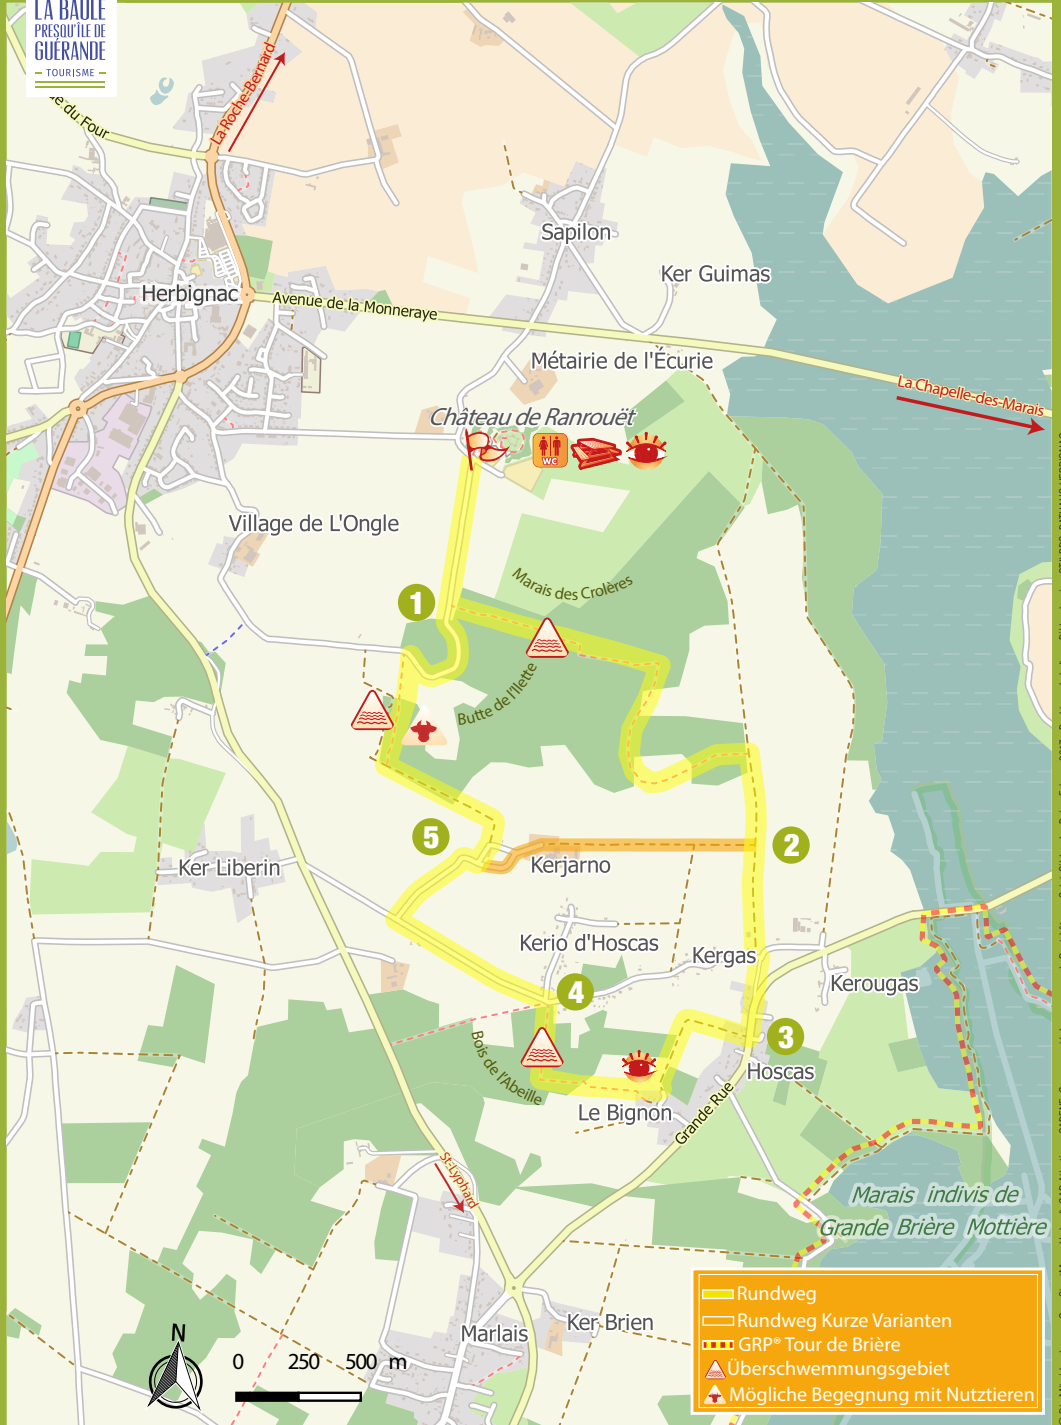 LA BAULE
PRESQU'ÎLE DE
GUÉRANDE
TOURISME
du Four
La Roche-Bernard
Sapilon
Ker Guimas
Herbignac
Avenue de la Monneraye
Métairie de l'Écurie
La Chapelle-des-Marais
Château de Ranrouët
WC
Village de L'Ongle
Marais des Crolères
1
Butte de l'Ilette
5
2
Ker Liberin
Kerjarno
Kerio d'Hoscas
Kergas
Kerougas
4
3
Bois de l'Abeille
Hoscas
Le Bignon
Grande Rue
St-Lyphard
Marais indivis de
Grande Brière Mottière
Rundweg
Rundweg Kurze Varianten
GRP® Tour de Brière
Überschwemmungsgebiet
Mögliche Begegnung mit Nutztieren
Ker Brien
Marlais
N
0 250 500 m